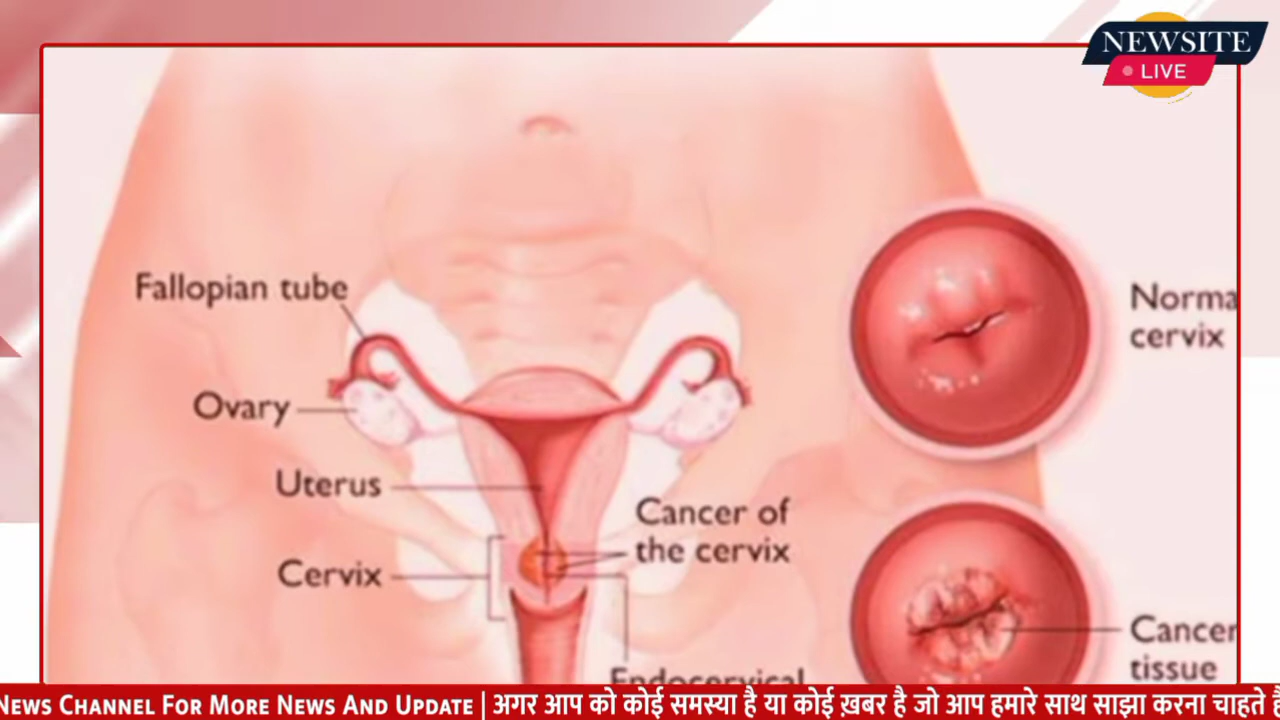 NEWSITE
LIVE
Fallopian tube
Norma
cervix
Ovary
Uterus
Cancer of
the cervix
Cervix
Cancer
tissue
Endocervical
News Channel For More News And Update | अगर आप को कोई समस्या है या कोई ख़बर है जो आप हमारे साथ साझा करना चाहते है